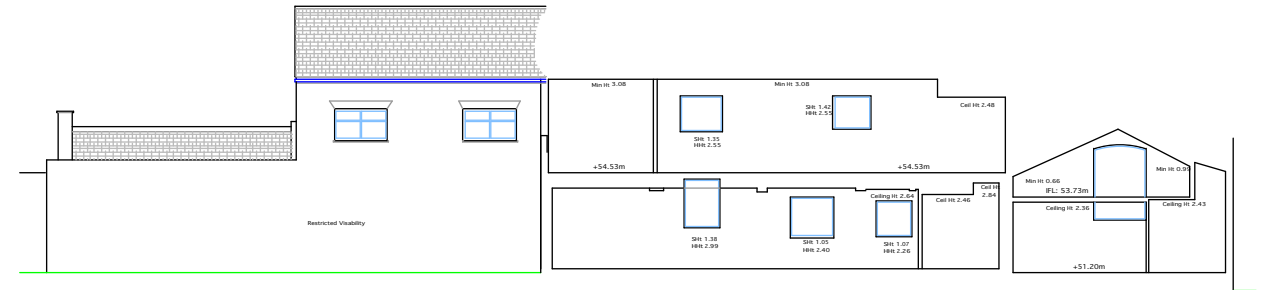 Min Ht 3.08
Min Ht 3.08
Ceil Ht 2.48
SHt 1.42
HHt 2.55
SHt 1.35
HHt 2.55
+54.53m
+54.53m
Restricted Visability
Ceiling Ht 2.64
Ceil Ht 2.46
Ceil Ht
2.84
SHt 1.38
HHt 2.99
SHt 1.05
HHt 2.40
SHt 1.07
HHt 2.26
Min Ht 0.66
Min Ht 0.99
IFL: 53.73m
Ceiling Ht 2.36
Ceiling Ht 2.43
+51.20m